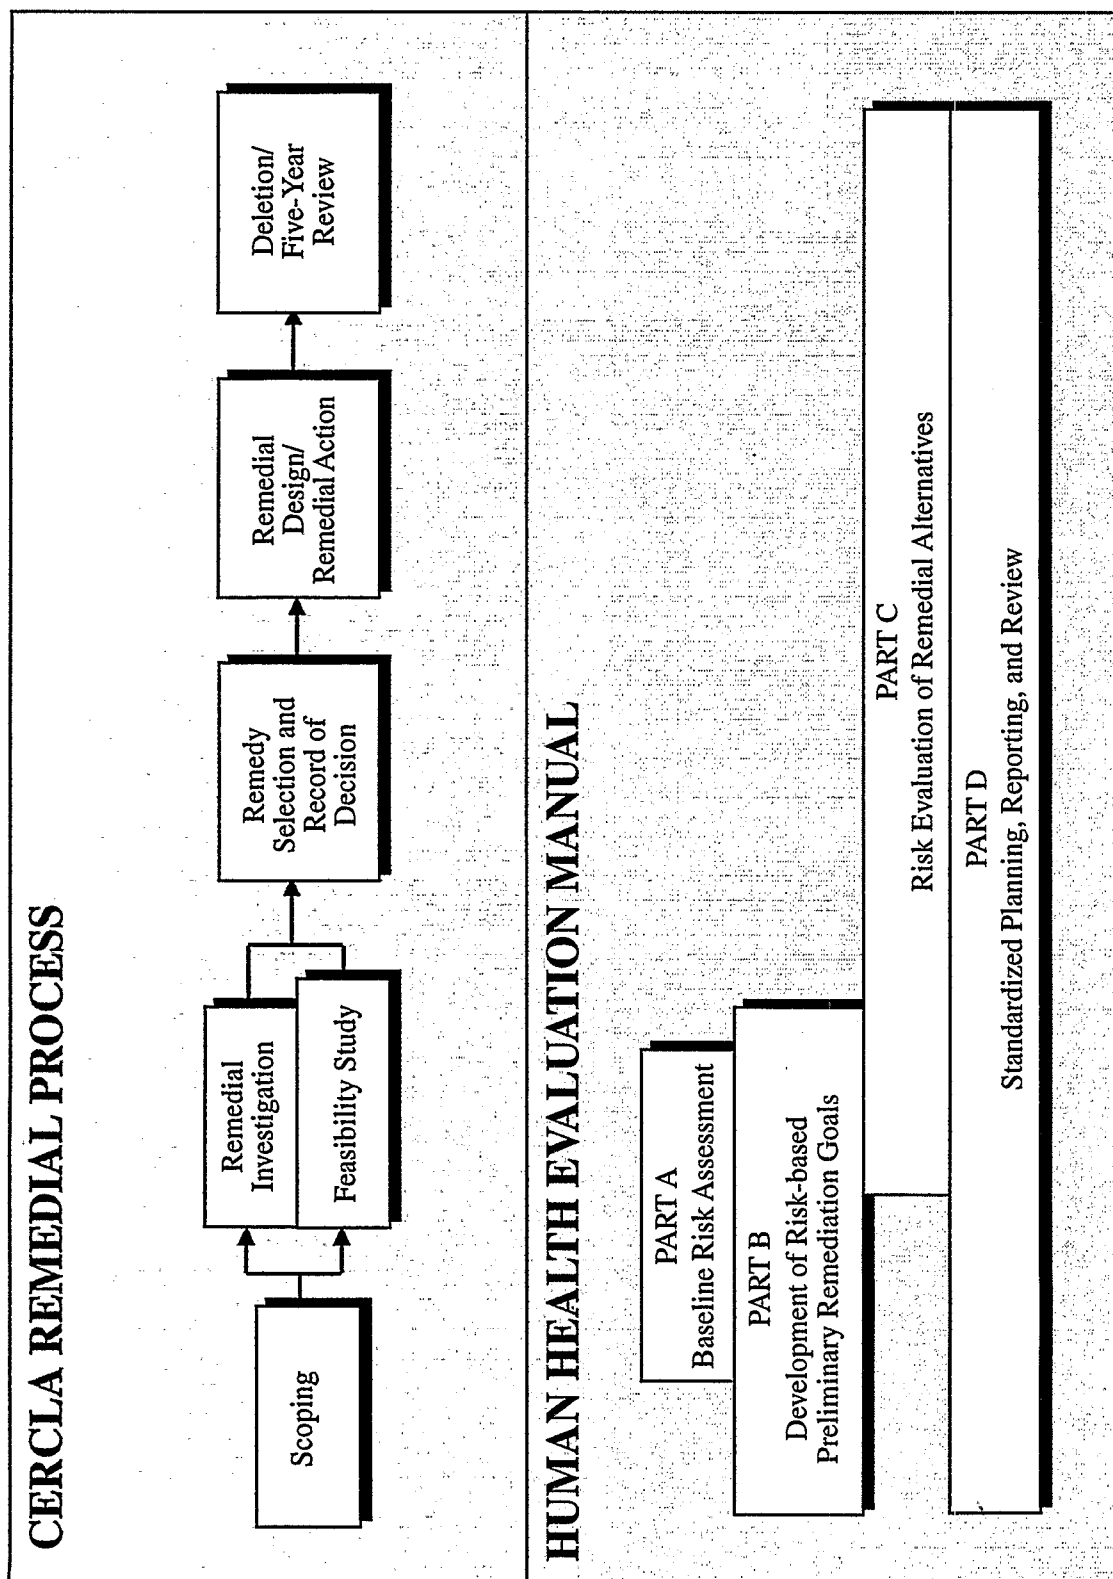 CERCLA REMEDIAL PROCESS
Scoping
Remedial
Investigation
Feasibility Study
Remedy
Selection and
Record of
Decision
Remedial
Design/
Remedial Action
Deletion/
Five-Year
Review
HUMAN HEALTH EVALUATION MANUAL
PART A
Baseline Risk Assessment
PART B
Development of Risk-based
Preliminary Remediation Goals
PART C
Risk Evaluation of Remedial Alternatives
PART D
Standardized Planning, Reporting, and Review